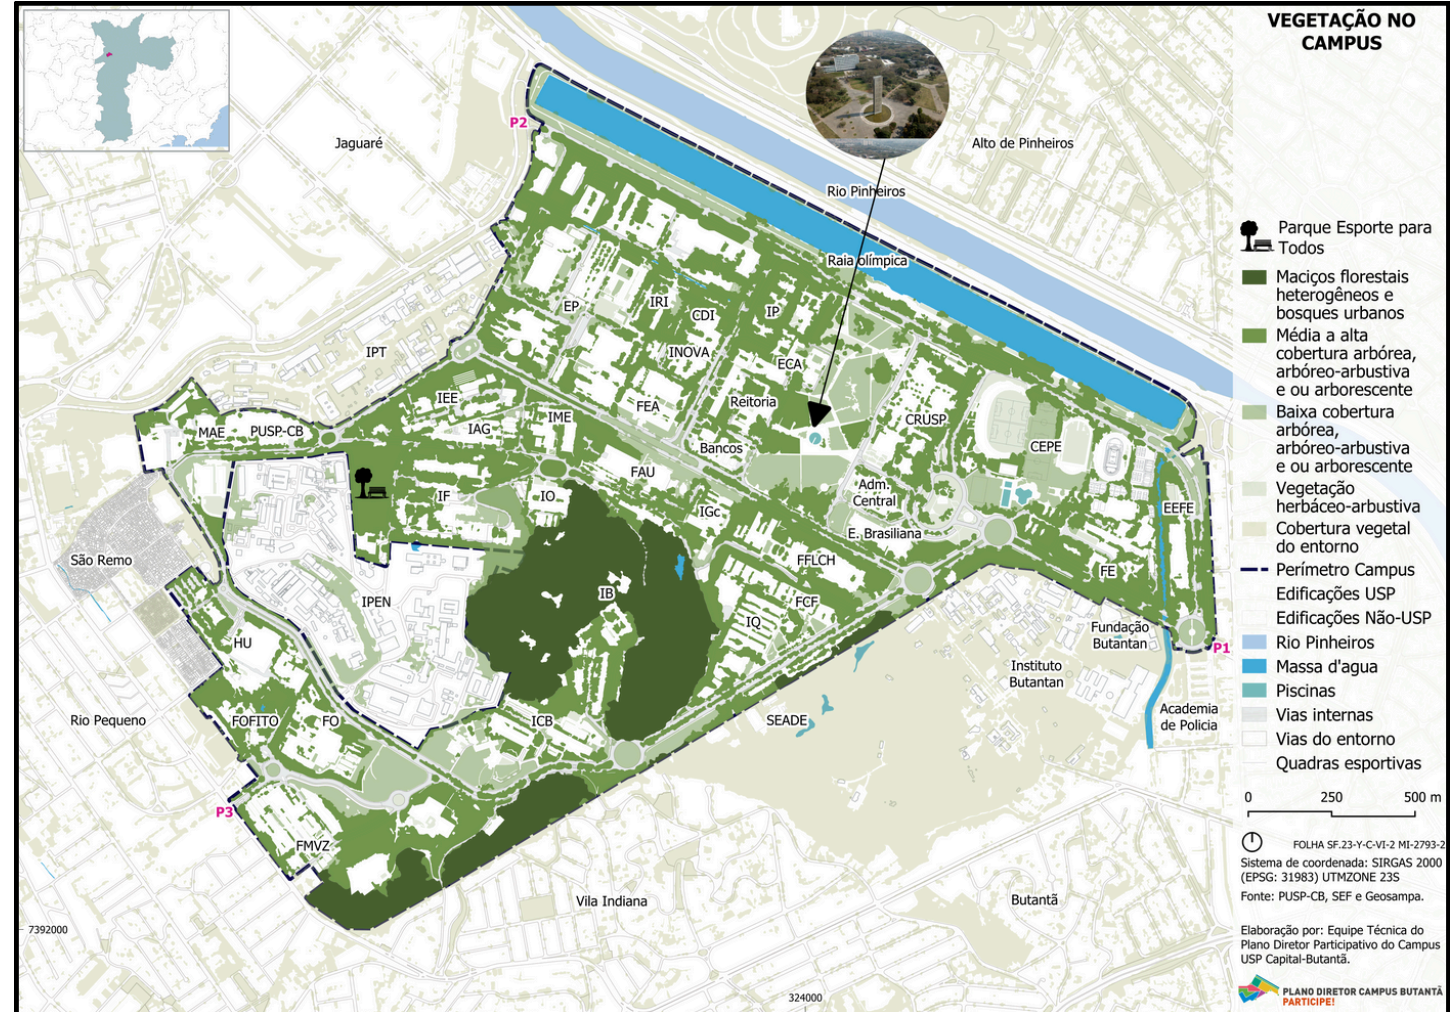 VEGETAÇÃO NO
CAMPUS
Jaguaré
P2
Alto de Pinheiros
Rio Pinheiros
Raia olímpica
EP
IRI
CDI
IP
IPT
INOVA
ECA
IEE
FEA
Reitoria
IME
CRUSP
MAE
PUSP-CB
IAG
Bancos
CEPE
FAU
IF
IO
Adm.
Central
IGc
EEFE
E. Brasiliana
São Remo
FFLCH
FE
IPEN
IB
FCF
IQ
Fundação
Butantan
HU
P1
Instituto
Butantan
Rio Pequeno
FOFITO
FO
ICB
SEADE
Academia
de Policia
P3
FMVZ
Vila Indiana
Butantã
7392000
324000
Parque Esporte para
Todos
Maciços florestais
heterogêneos e
bosques urbanos
Média a alta
cobertura arbórea,
arbóreo-arbustiva
e ou arborescente
Baixa cobertura
arbórea,
arbóreo-arbustiva
e ou arborescente
Vegetação
herbáceo-arbustiva
Cobertura vegetal
do entorno
Perímetro Campus
Edificações USP
Edificações Não-USP
Rio Pinheiros
Massa d'agua
Piscinas
Vias internas
Vias do entorno
Quadras esportivas
0 250 500 m
FOLHA SF.23-Y-C-VI-2 MI-2793-2
Sistema de coordenada: SIRGAS 2000
(EPSG: 31983) UTMZONE 23S
Fonte: PUSP-CB, SEF e Geosampa.
Elaboração por: Equipe Técnica do
Plano Diretor Participativo do Campus
USP Capital-Butantã.
PLANO DIRETOR CAMPUS BUTANTÃ
PARTICIPE!